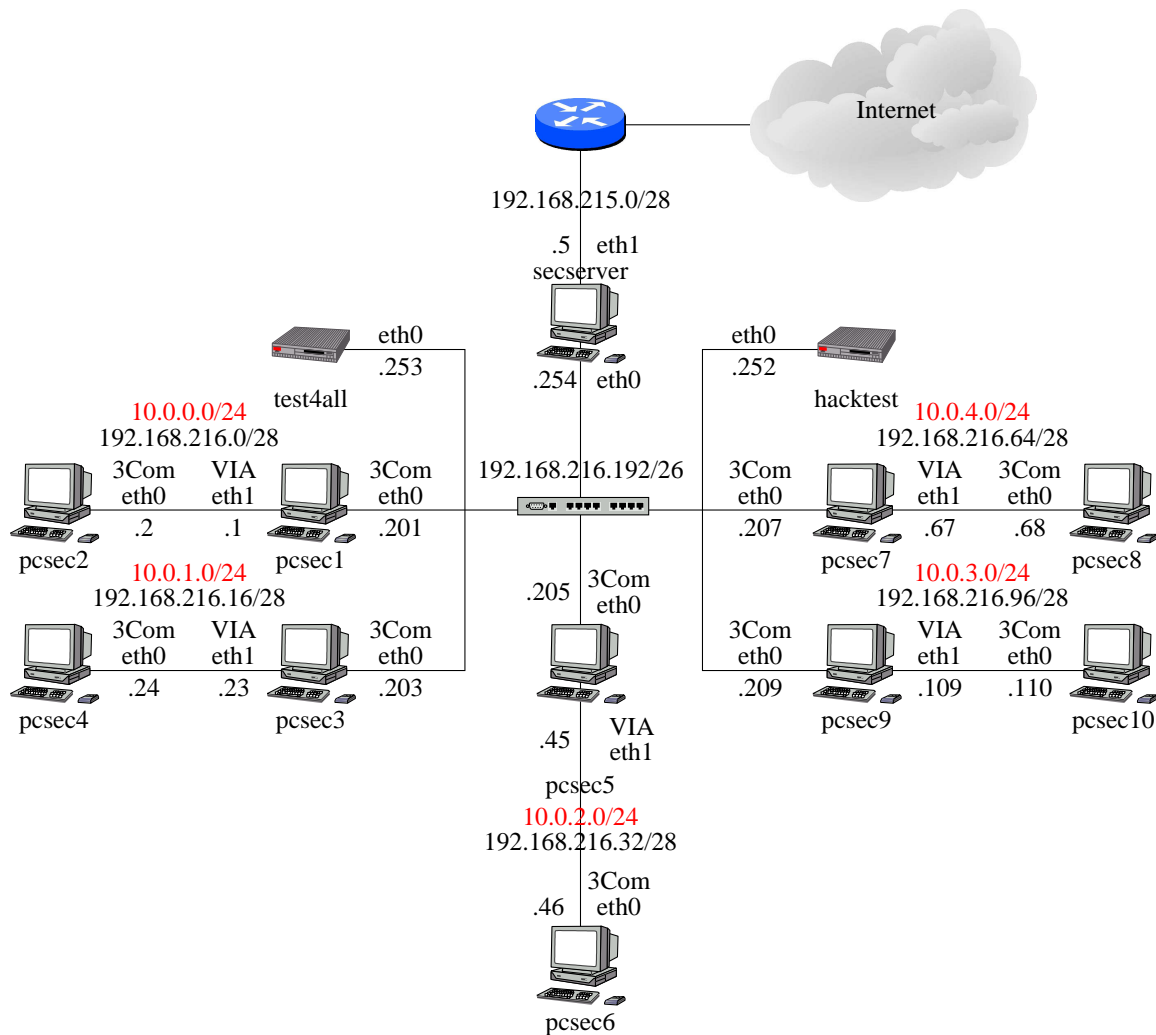 Internet
192.168.215.0/28
.5 eth1
secserver
eth0
.253
test4all
.254 eth0
eth0
.252
hacktest
10.0.0.0/24
192.168.216.0/28
3Com
eth0
.2
pcsec2
VIA
eth1
.1
pcsec1
3Com
eth0
.201
192.168.216.192/26
10.0.4.0/24
192.168.216.64/28
3Com
eth0
.207
pcsec7
VIA
eth1
.67
3Com
eth0
.68
pcsec8
10.0.1.0/24
192.168.216.16/28
3Com
eth0
.24
pcsec4
VIA
eth1
.23
pcsec3
3Com
eth0
.203
.205
3Com
eth0
10.0.3.0/24
192.168.216.96/28
3Com
eth0
.209
pcsec9
VIA
eth1
.109
3Com
eth0
.110
pcsec10
.45
VIA
eth1
pcsec5
10.0.2.0/24
192.168.216.32/28
.46
3Com
eth0
pcsec6